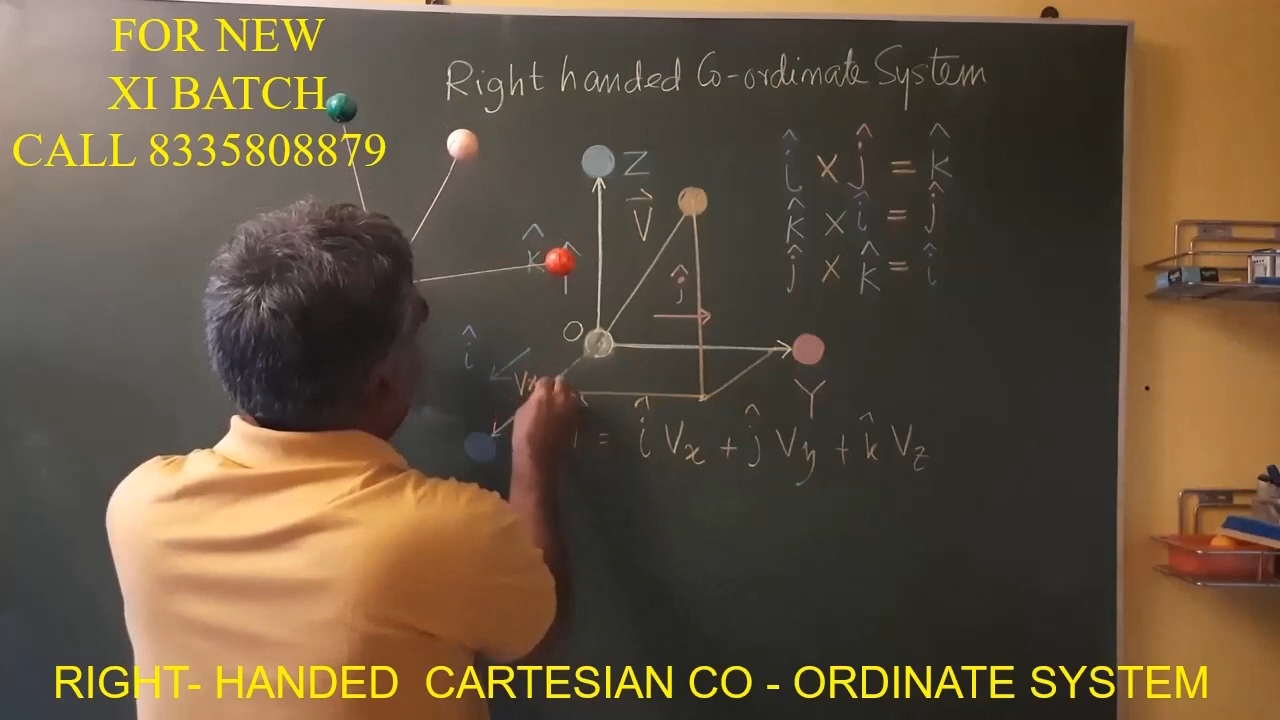 FOR NEW
XI BATCH
CALL 8335808879
Right handed Co-ordinate System
Z
V⃗
î x ĵ = k̂
k̂ x î = ĵ
ĵ x k̂ = î
k̂
ĵ
O
î
Vx
Y
= î Vx + ĵ Vy + k̂ Vz
RIGHT- HANDED CARTESIAN CO - ORDINATE SYSTEM